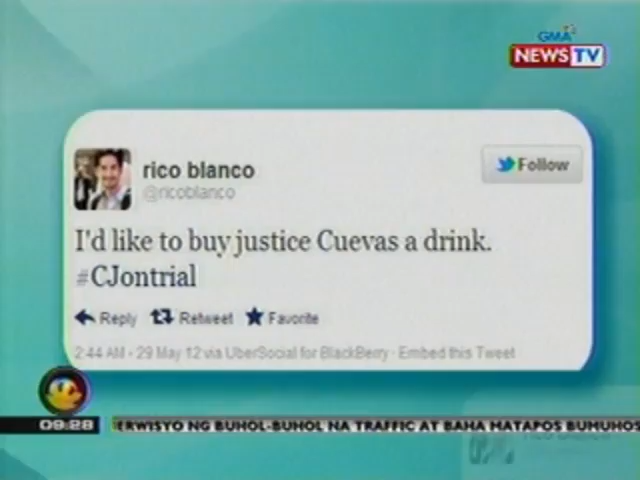 GMA
NEWS TV
rico blanco
@ricoblanco
Follow
I'd like to buy justice Cuevas a drink.
#CJontrial
Reply Retweet Favorite
2:44 AM - 29 May 12 via UberSocial for BlackBerry · Embed this Tweet
09:28
ERWISYO NG BUHOL-BUHOL NA TRAFFIC AT BAHA MATAPOS BUMUHOS